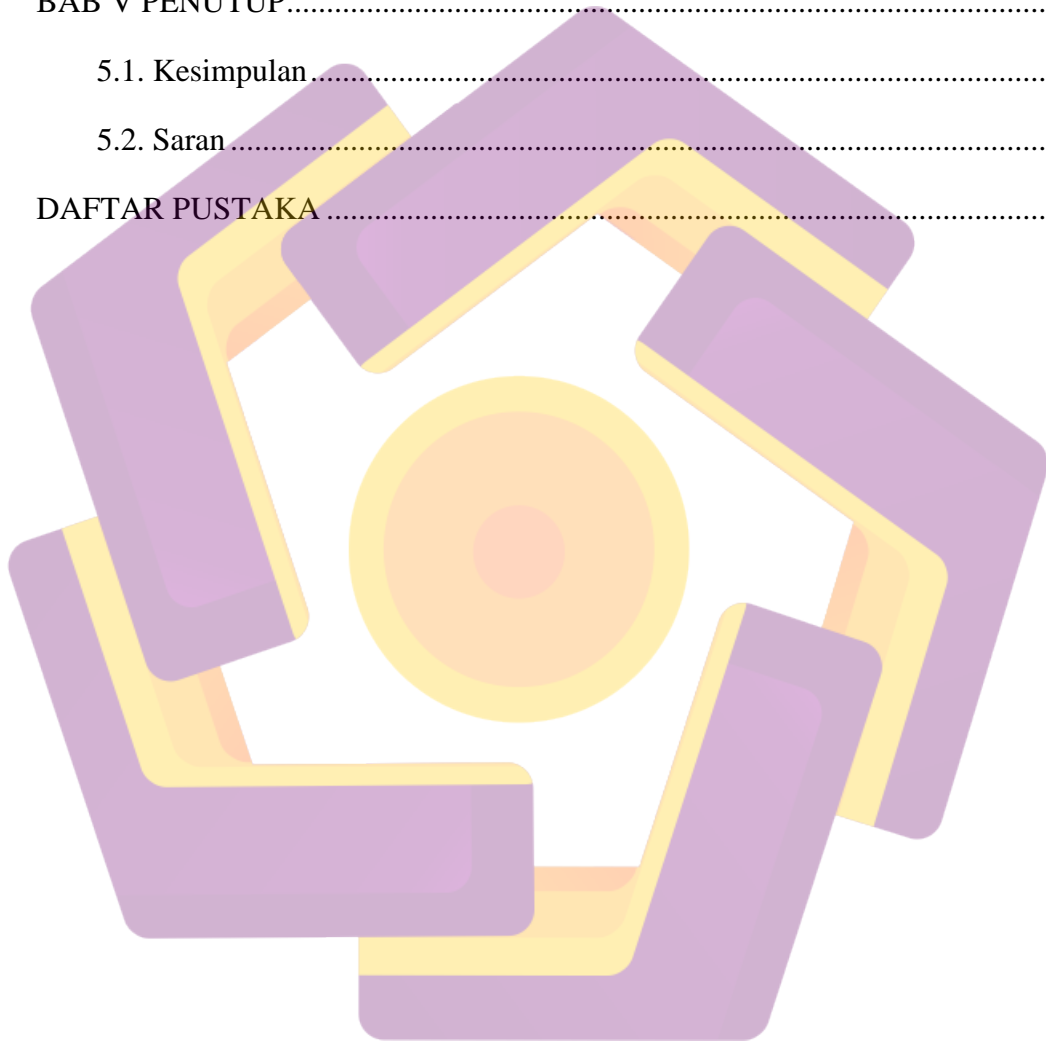 BAB V PENUTUP........................................................................................
5.1. Kesimpulan.....................................................................................
5.2. Saran ...............................................................................................
DAFTAR PUSTAKA ...................................................................................